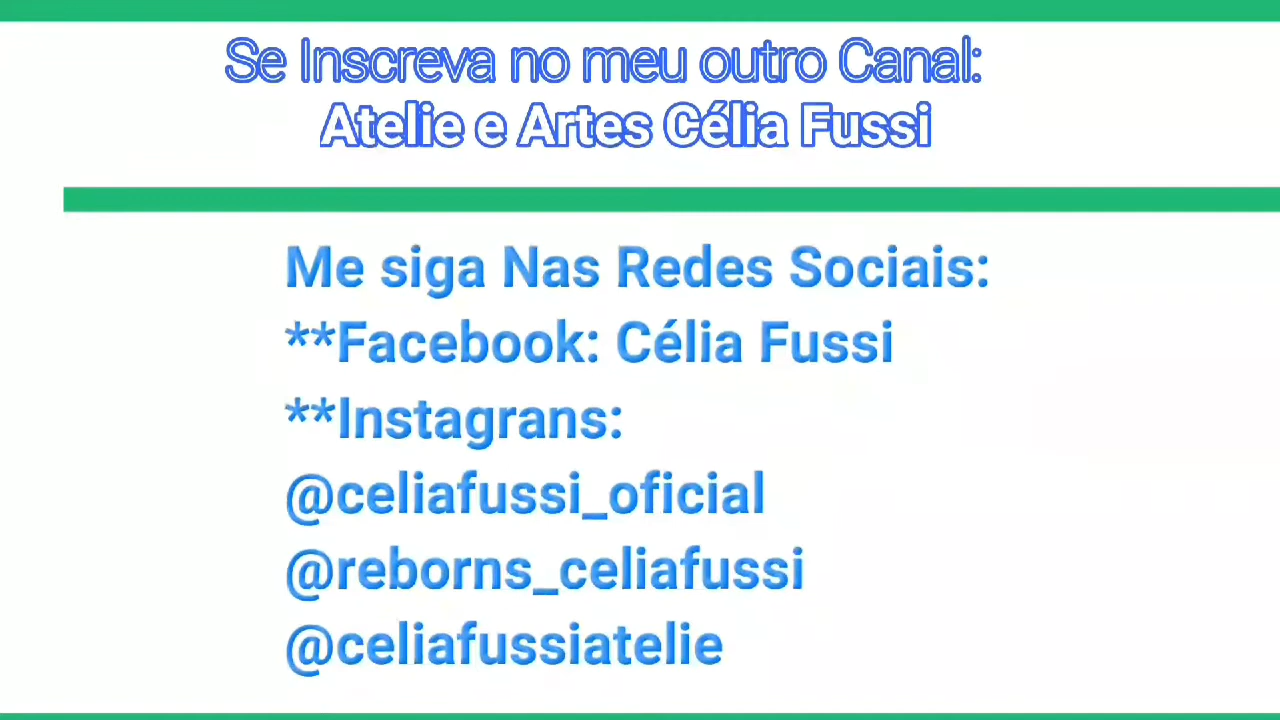 Se Inscreva no meu outro Canal:
Atelie e Artes Célia Fussi
Me siga Nas Redes Sociais:
**Facebook: Célia Fussi
**Instagrans:
@celiafussi_oficial
@reborns_celiafussi
@celiafussiatelie